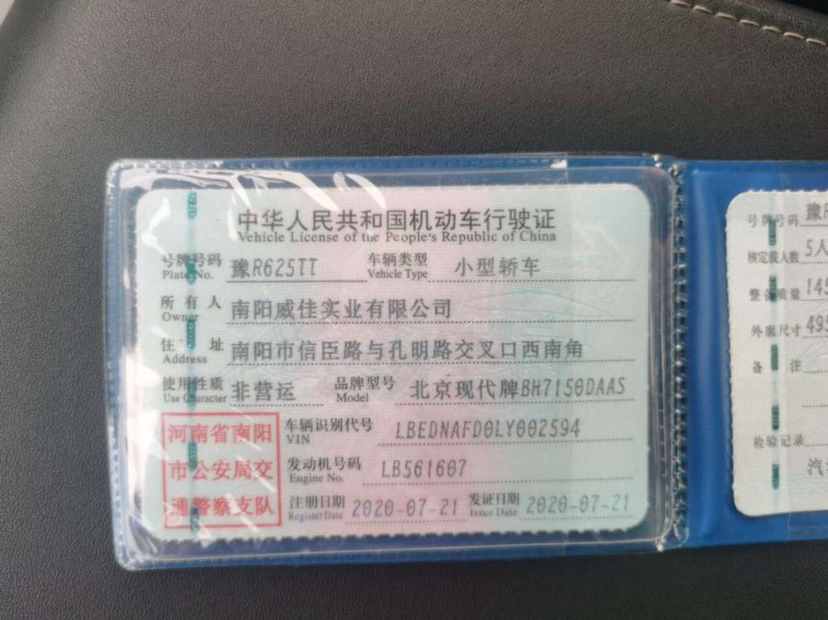 中华人民共和国机动车行驶证
Vehicle License of the People's Republic of China
号牌号码 豫R625TT 车辆类型 小型轿车
Plate No. Vehicle Type
所有人 南阳威佳实业有限公司
Owner
住址 南阳市信臣路与孔明路交叉口西南角
Address
使用性质 非营运 品牌型号 北京现代牌BH7150DAAS
Use Character Model
河南省南阳
市公安局交
通警察支队
车辆识别代号 LBEDNAFD0LY002594
VIN
发动机号码 LB561607
Engine No.
注册日期 2020-07-21 发证日期 2020-07-21
Register Date Issue Date
号牌号码 豫
核定载人数 5人
整备质量 14
外廓尺寸 49
备注
检验记录
汽